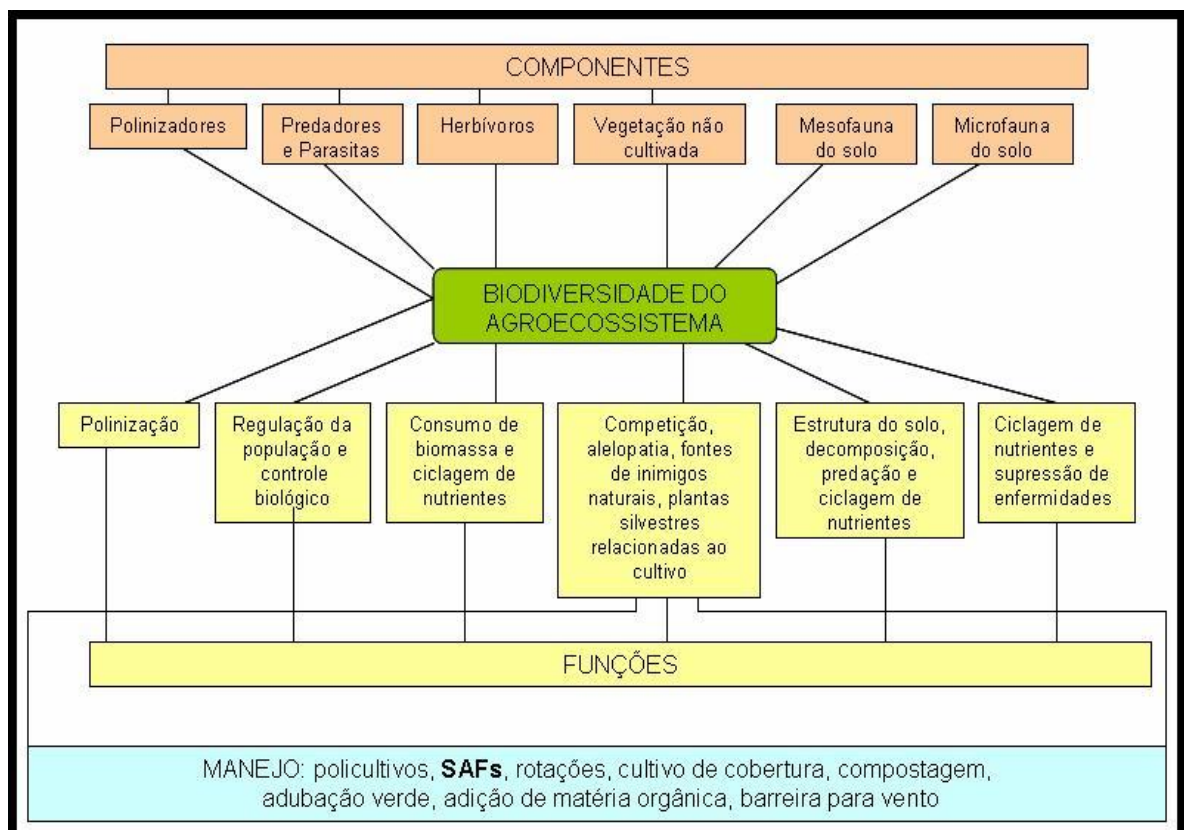 COMPONENTES
Polinizadores
Predadores
e Parasitas
Herbívoros
Vegetação não
cultivada
Mesofauna
do solo
Microfauna
do solo
BIODIVERSIDADE DO
AGROECOSSISTEMA
Polinização
Regulação da
população e
controle
biológico
Consumo de
biomassa e
ciclagem de
nutrientes
Competição,
alelopatia, fontes
de inimigos
naturais, plantas
silvestres
relacionadas ao
cultivo
Estrutura do solo,
decomposição,
predação e
ciclagem de
nutrientes
Ciclagem de
nutrientes e
supressão de
enfermidades
FUNÇÕES
MANEJO: policultivos, SAFs, rotações, cultivo de cobertura, compostagem,
adubação verde, adição de matéria orgânica, barreira para vento